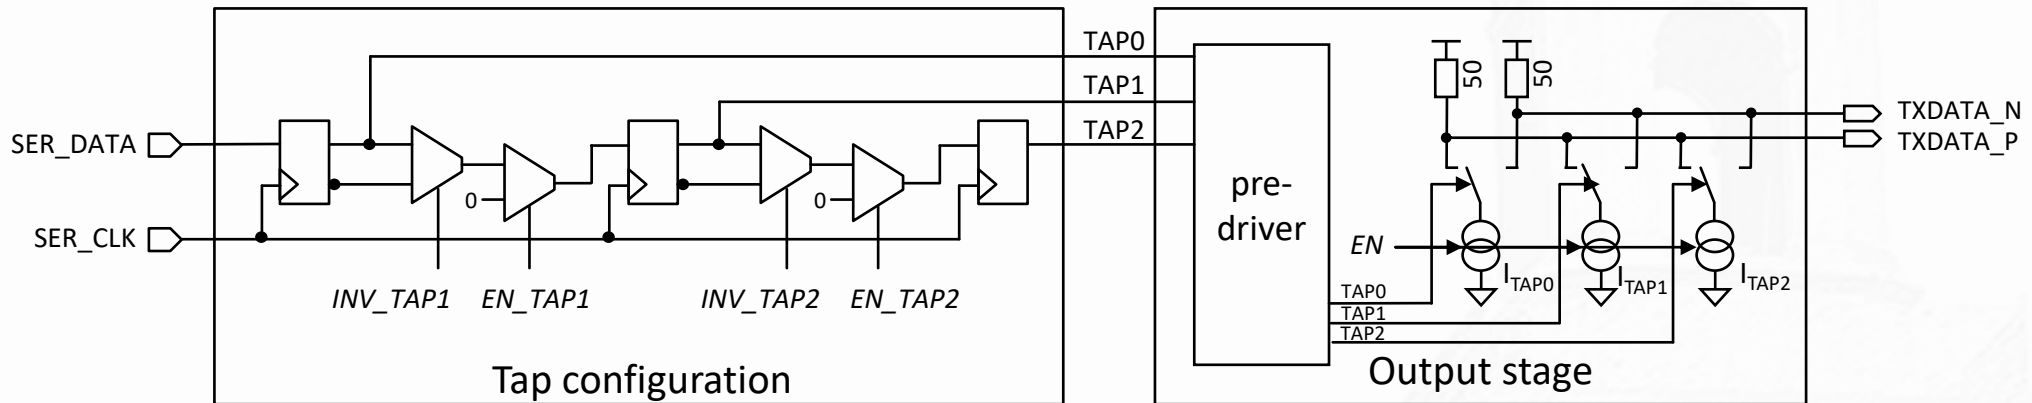 TAP0
TAP1
TAP2
SER_DATA
SER_CLK
0
0
INV_TAP1
EN_TAP1
INV_TAP2
EN_TAP2
Tap configuration
pre-
driver
50
50
TXDATA_N
TXDATA_P
EN
ITAP0
ITAP1
ITAP2
TAP0
TAP1
TAP2
Output stage